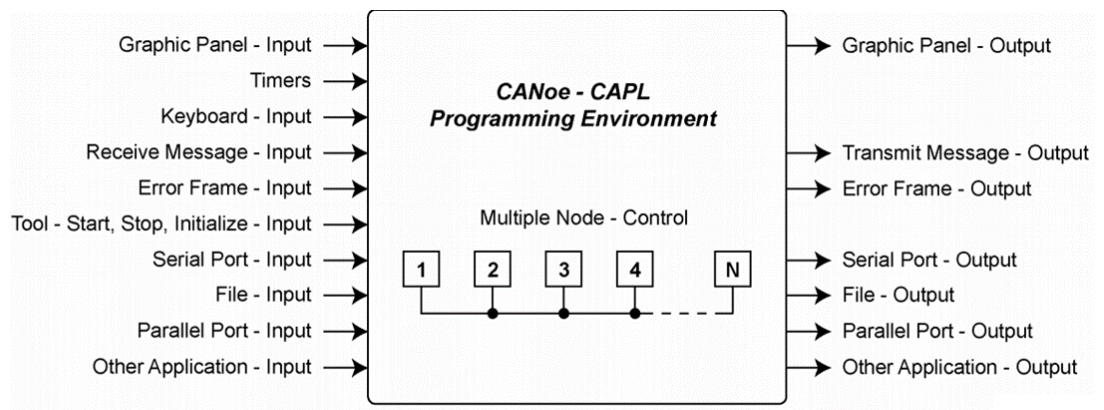 Graphic Panel - Input
Timers
Keyboard - Input
Receive Message - Input
Error Frame - Input
Tool - Start, Stop, Initialize - Input
Serial Port - Input
File - Input
Parallel Port - Input
Other Application - Input
CANoe - CAPL
Programming Environment
Multiple Node - Control
1 2 3 4 N
Graphic Panel - Output
Transmit Message - Output
Error Frame - Output
Serial Port - Output
File - Output
Parallel Port - Output
Other Application - Output